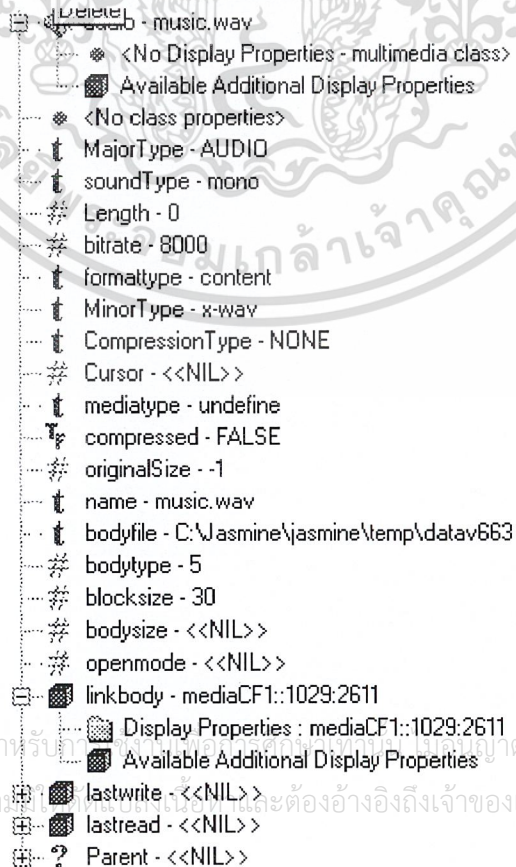 Delete
audio - music.wav
<No Display Properties - multimedia class>
Available Additional Display Properties
<No class properties>
MajorType - AUDIO
soundType - mono
Length - 0
bitrate - 8000
formattype - content
MinorType - x-wav
CompressionType - NONE
Cursor - <<NIL>>
mediatype - undefine
compressed - FALSE
originalSize - -1
name - music.wav
bodyfile - C:\Jasmine\jasmine\temp\datav663
bodytype - 5
blocksize - 30
bodysize - <<NIL>>
openmode - <<NIL>>
linkbody - mediaCF1::1029:2611
Display Properties : mediaCF1::1029:2611
Available Additional Display Properties
lastwrite - <<NIL>>
lastread - <<NIL>>
Parent - <<NIL>>